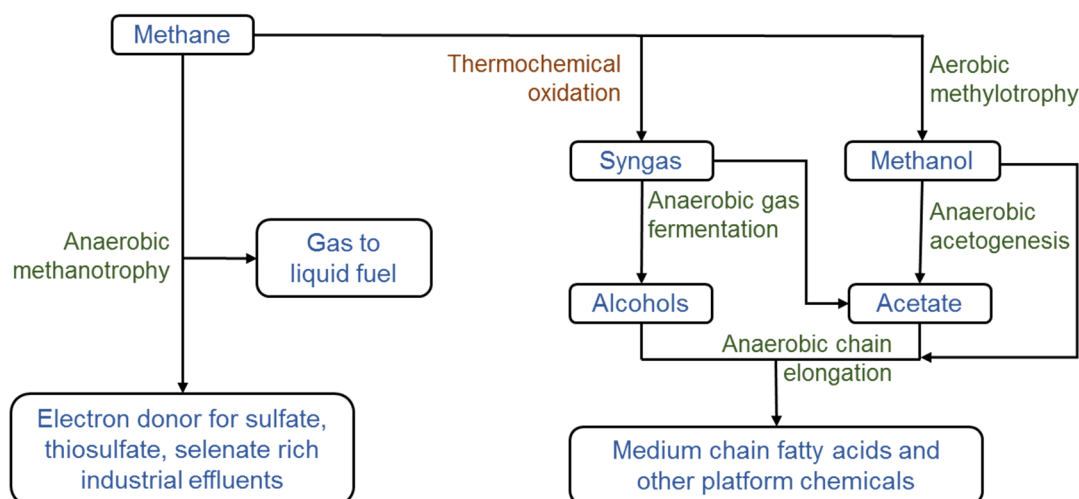 Methane
Thermochemical
oxidation
Aerobic
methylotrophy
Syngas
Methanol
Anaerobic gas
fermentation
Anaerobic
acetogenesis
Anaerobic
methanotrophy
Gas to
liquid fuel
Alcohols
Acetate
Anaerobic chain
elongation
Electron donor for sulfate,
thiosulfate, selenate rich
industrial effluents
Medium chain fatty acids and
other platform chemicals